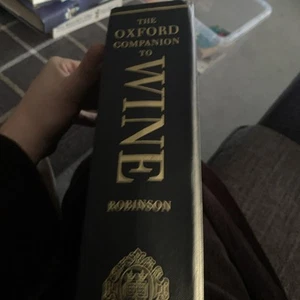 THE
OXFORD
COMPANION
TO
WINE
ROBINSON